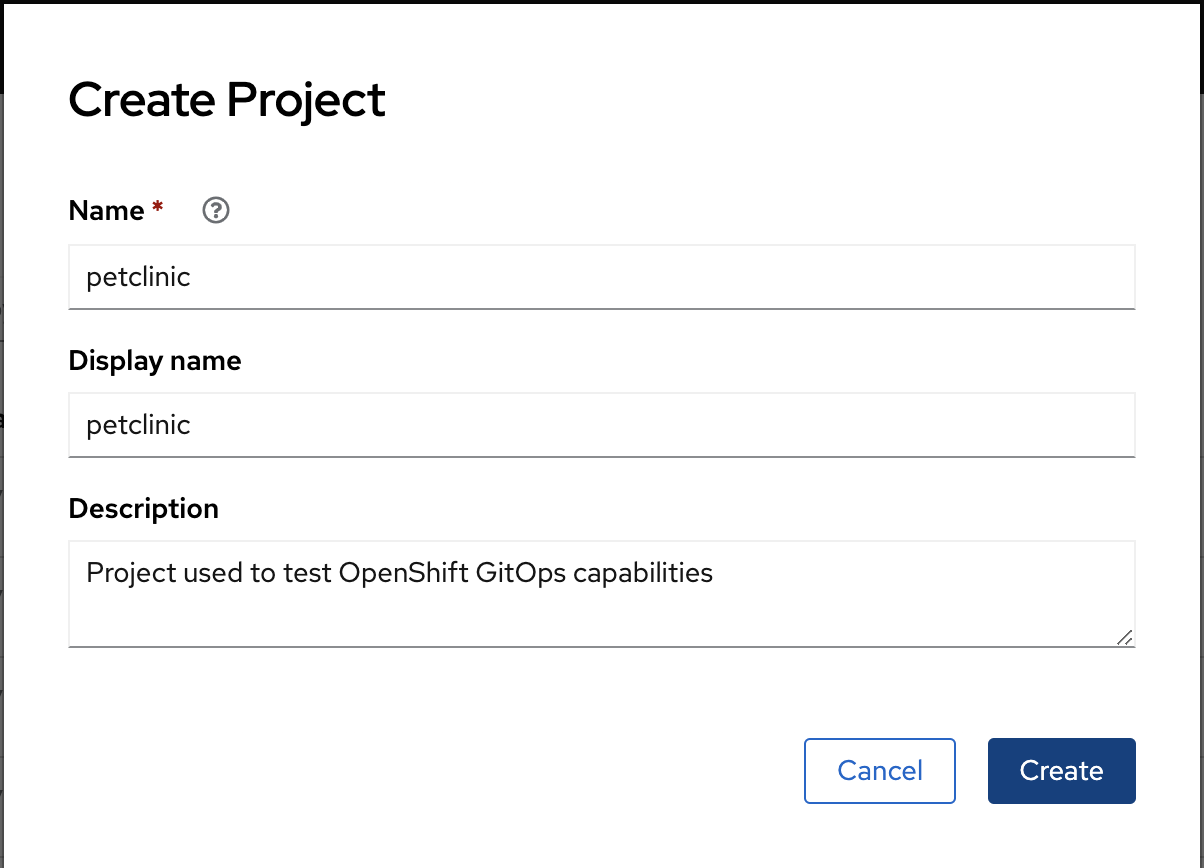 Create Project
Name *
petclinic
Display name
petclinic
Description
Project used to test OpenShift GitOps capabilities
Cancel
Create